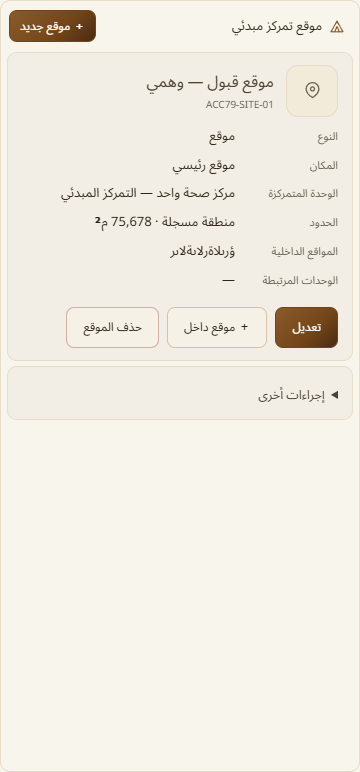 موقع تمركز مبدئي
+ موقع جديد
موقع قبول — وهمي
ACC79-SITE-01
النوع موقع
المكان موقع رئيسي
الوحدة المتمركزة مركز صحة واحد — التمركز المبدئي
الحدود منطقة مسجلة · 75,678 م²
المواقع الداخلية
الوحدات المرتبطة —
تعديل
+ موقع داخل
حذف الموقع
إجراءات أخرى